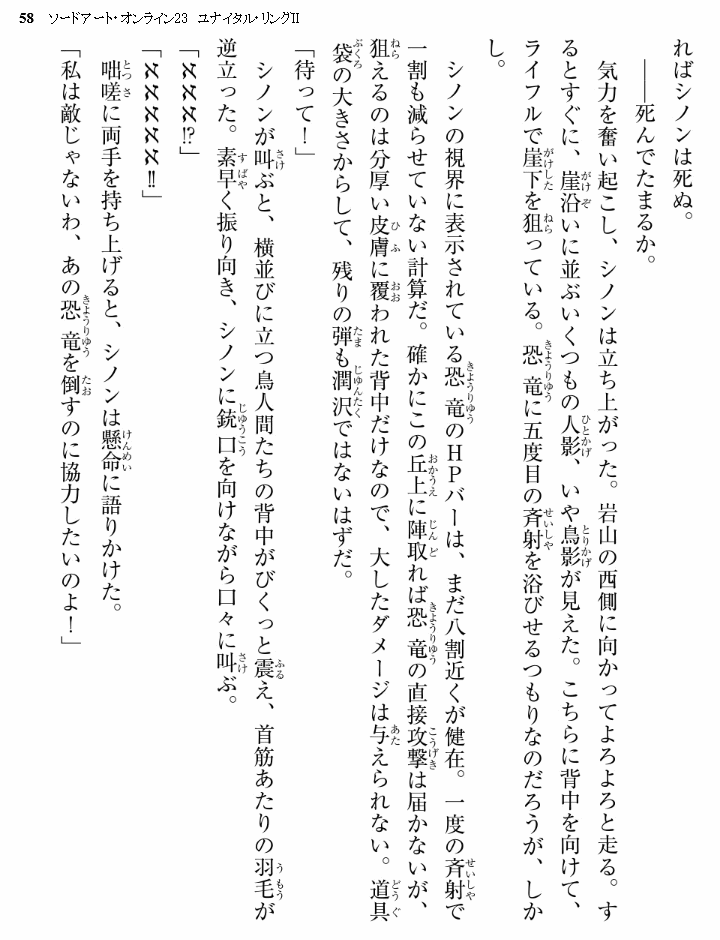 58　ソードアート・オンライン23　ユナイタル・リングⅡ
ればシノンは死ぬ。
――死んでたまるか。
気力を奮い起こし、シノンは立ち上がった。岩山の西側に向かってよろよろと走る。す
るとすぐに、崖沿いに並ぶいくつもの人影、いや鳥影が見えた。こちらに背中を向けて、
ライフルで崖下を狙っている。恐竜に五度目の斉射を浴びせるつもりなのだろうが、しか
し。
シノンの視界に表示されている恐竜のHPバーは、まだ八割近くが健在。一度の斉射で
一割も減らせていない計算だ。確かにこの丘上に陣取れば恐竜の直接攻撃は届かないが、
狙えるのは分厚い皮膚に覆われた背中だけなので、大したダメージは与えられない。道具
袋の大きさからして、残りの弾も潤沢ではないはずだ。
「待って！」
シノンが叫ぶと、横並びに立つ鳥人間たちの背中がびくっと震え、首筋あたりの羽毛が
逆立った。素早く振り向き、シノンに銃口を向けながら口々に叫ぶ。
「ℵℵℵ⁉」
「ℵℵℵℵℵ‼」
咄嗟に両手を持ち上げると、シノンは懸命に語りかけた。
「私は敵じゃないわ、あの恐竜を倒すのに協力したいのよ！」